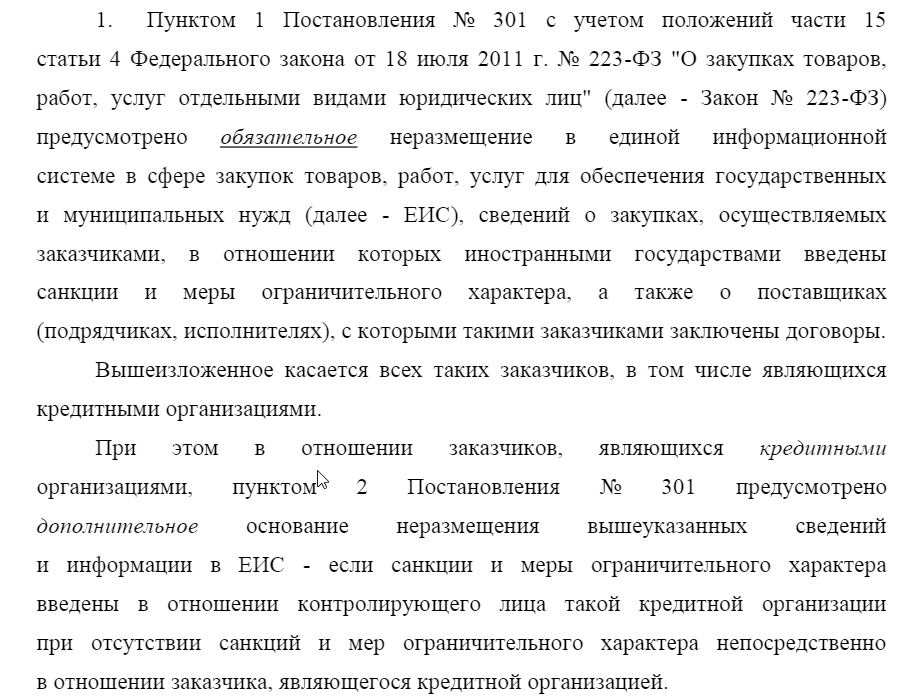 1. Пунктом 1 Постановления № 301 с учетом положений части 15
статьи 4 Федерального закона от 18 июля 2011 г. № 223-ФЗ "О закупках товаров,
работ, услуг отдельными видами юридических лиц" (далее - Закон № 223-ФЗ)
предусмотрено обязательное неразмещение в единой информационной
системе в сфере закупок товаров, работ, услуг для обеспечения государственных
и муниципальных нужд (далее - ЕИС), сведений о закупках, осуществляемых
заказчиками, в отношении которых иностранными государствами введены
санкции и меры ограничительного характера, а также о поставщиках
(подрядчиках, исполнителях), с которыми такими заказчиками заключены договоры.
Вышеизложенное касается всех таких заказчиков, в том числе являющихся
кредитными организациями.
При этом в отношении заказчиков, являющихся кредитными
организациями, пунктом 2 Постановления № 301 предусмотрено
дополнительное основание неразмещения вышеуказанных сведений
и информации в ЕИС - если санкции и меры ограничительного характера
введены в отношении контролирующего лица такой кредитной организации
при отсутствии санкций и мер ограничительного характера непосредственно
в отношении заказчика, являющегося кредитной организацией.